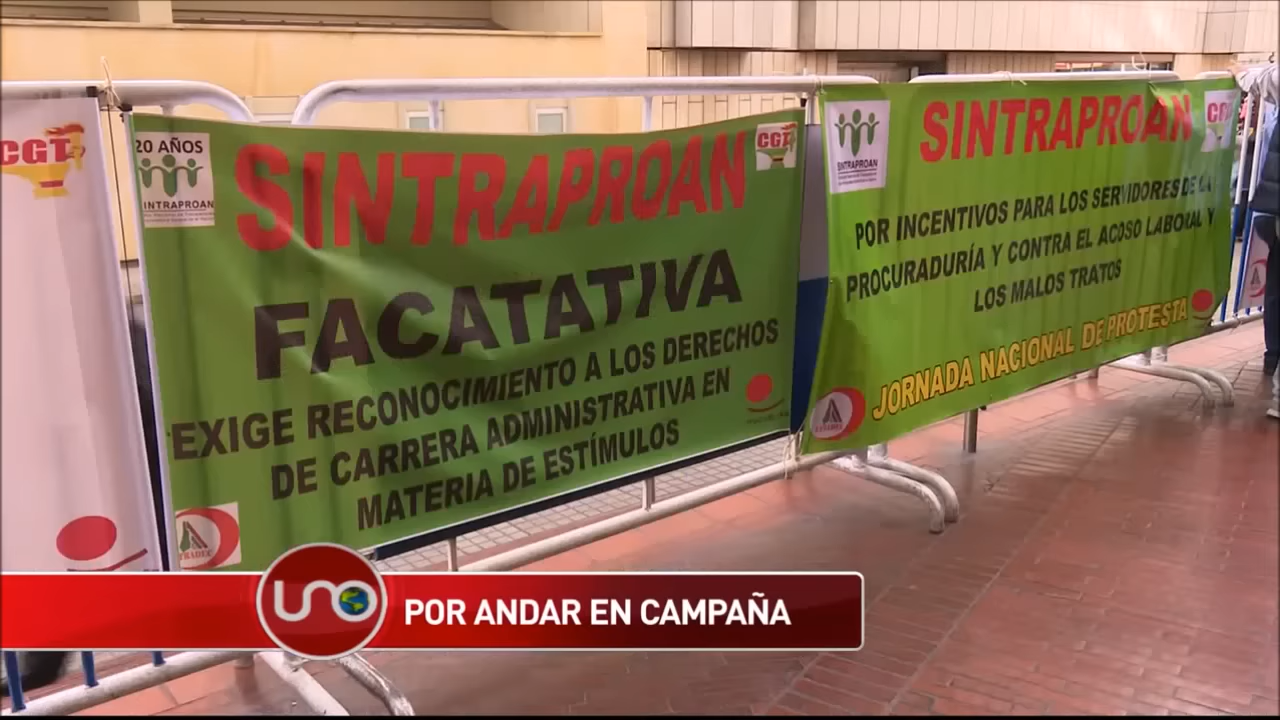 CGT
20 AÑOS
SINTRAPROAN
CGT
SINTRAPROAN
FACATATIVA
EXIGE RECONOCIMIENTO A LOS DERECHOS
DE CARRERA ADMINISTRATIVA EN
MATERIA DE ESTÍMULOS
SINTRAPROAN
SINTRAPROAN
POR INCENTIVOS PARA LOS SERVIDORES DE LA
PROCURADURÍA Y CONTRA EL ACOSO LABORAL Y
LOS MALOS TRATOS
JORNADA NACIONAL DE PROTESTA
UNO
POR ANDAR EN CAMPAÑA